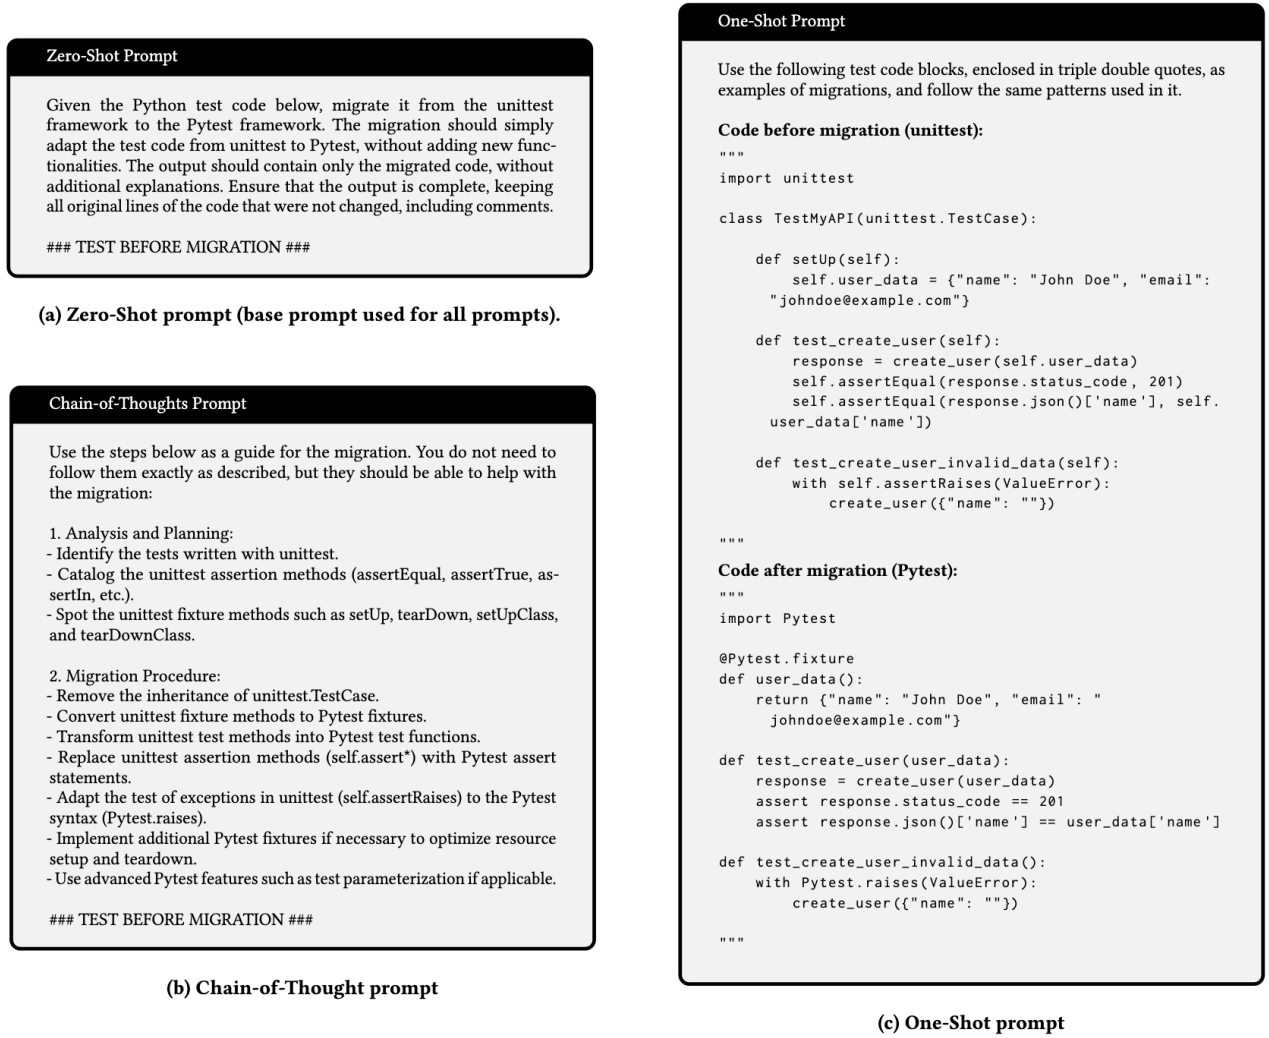 Zero-Shot Prompt
Given the Python test code below, migrate it from the unittest
framework to the Pytest framework. The migration should simply
adapt the test code from unittest to Pytest, without adding new func-
tionalities. The output should contain only the migrated code, without
additional explanations. Ensure that the output is complete, keeping
all original lines of the code that were not changed, including comments.
### TEST BEFORE MIGRATION ###
(a) Zero-Shot prompt (base prompt used for all prompts).
Chain-of-Thoughts Prompt
Use the steps below as a guide for the migration. You do not need to
follow them exactly as described, but they should be able to help with
the migration:
1. Analysis and Planning:
- Identify the tests written with unittest.
- Catalog the unittest assertion methods (assertEqual, assertTrue, as-
sertIn, etc.).
- Spot the unittest fixture methods such as setUp, tearDown, setUpClass,
and tearDownClass.
2. Migration Procedure:
- Remove the inheritance of unittest.TestCase.
- Convert unittest fixture methods to Pytest fixtures.
- Transform unittest test methods into Pytest test functions.
- Replace unittest assertion methods (self.assert*) with Pytest assert
statements.
- Adapt the test of exceptions in unittest (self.assertRaises) to the Pytest
syntax (Pytest.raises).
- Implement additional Pytest fixtures if necessary to optimize resource
setup and teardown.
- Use advanced Pytest features such as test parameterization if applicable.
### TEST BEFORE MIGRATION ###
(b) Chain-of-Thought prompt
One-Shot Prompt
Use the following test code blocks, enclosed in triple double quotes, as
examples of migrations, and follow the same patterns used in it.
Code before migration (unittest):
"""
import unittest
class TestMyAPI(unittest.TestCase):
def setUp(self):
self.user_data = {"name": "John Doe", "email":
"johndoe@example.com"}
def test_create_user(self):
response = create_user(self.user_data)
self.assertEqual(response.status_code, 201)
self.assertEqual(response.json()['name'], self.
user_data['name'])
def test_create_user_invalid_data(self):
with self.assertRaises(ValueError):
create_user({"name": ""})
"""
Code after migration (Pytest):
"""
import Pytest
@Pytest.fixture
def user_data():
return {"name": "John Doe", "email": "
johndoe@example.com"}
def test_create_user(user_data):
response = create_user(user_data)
assert response.status_code == 201
assert response.json()['name'] == user_data['name']
def test_create_user_invalid_data():
with Pytest.raises(ValueError):
create_user({"name": ""})
"""
(c) One-Shot prompt